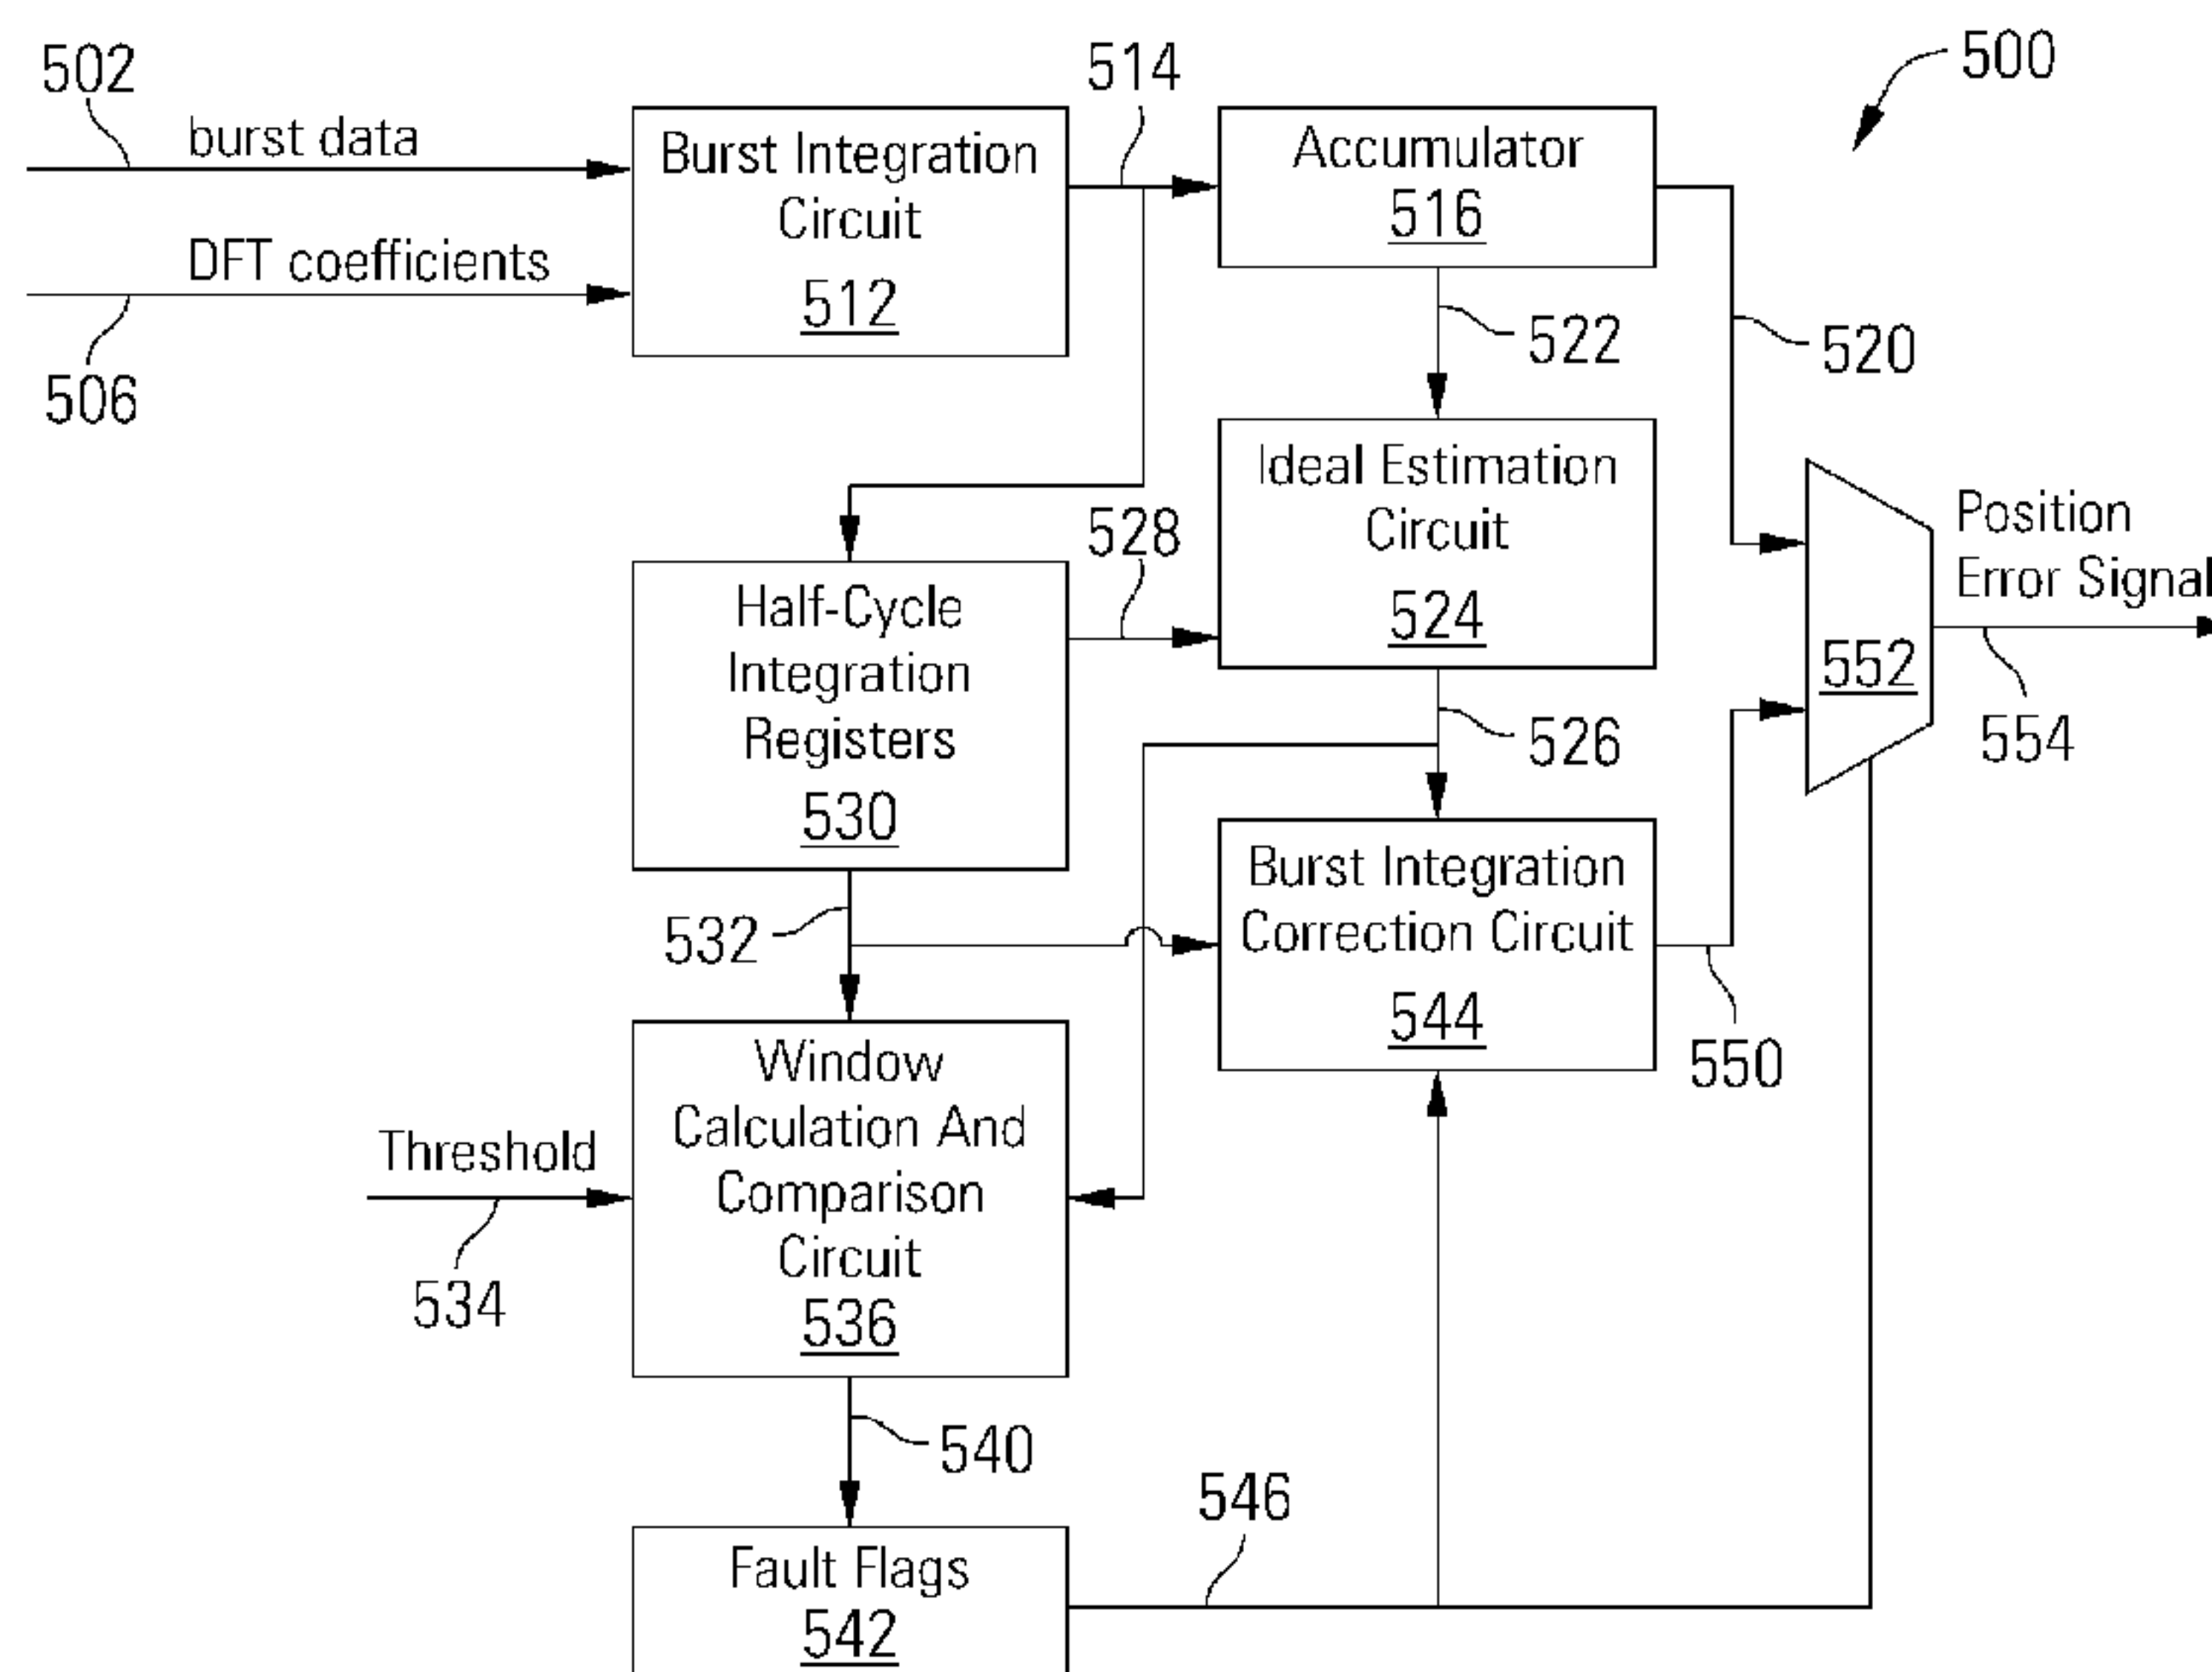 502
burst data
DFT coefficients
506
Burst Integration
Circuit
512
514
Accumulator
516
500
522
520
Ideal Estimation
Circuit
524
528
Half-Cycle
Integration
Registers
530
526
Position
Error Signal
552
554
532
Burst Integration
Correction Circuit
544
550
Window
Calculation And
Comparison
Circuit
536
Threshold
534
540
546
Fault Flags
542